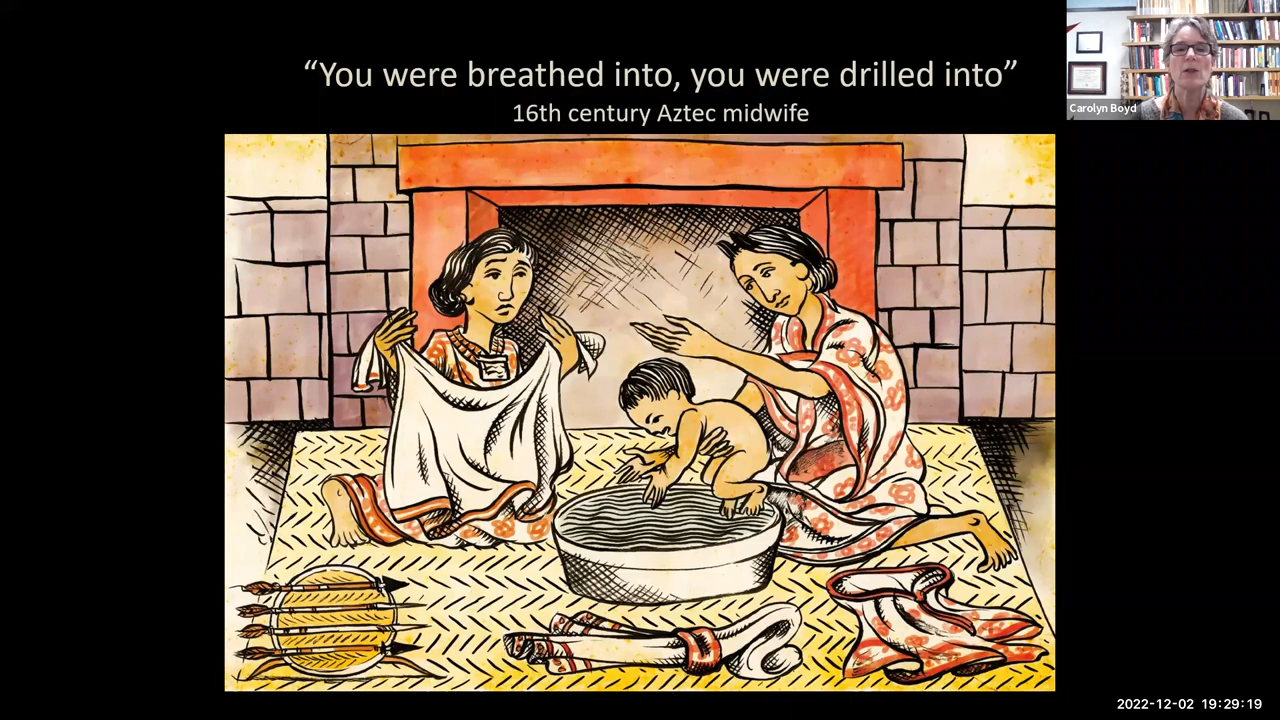 “You were breathed into, you were drilled into”
16th century Aztec midwife
Carolyn Boyd
2022-12-02 19:29:19